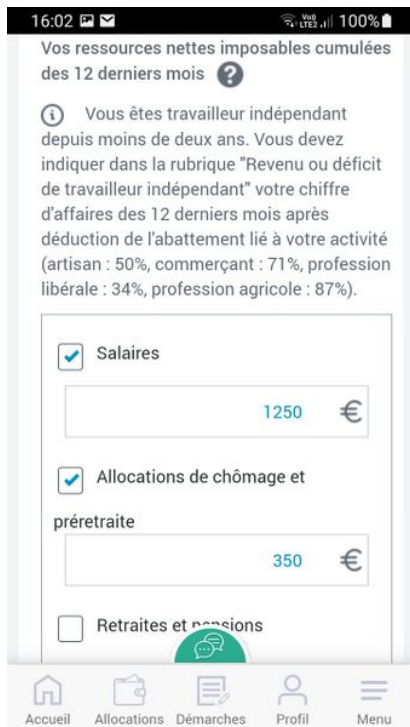 16:02 Vo)) LTE2 100%
Vos ressources nettes imposables cumulées
des 12 derniers mois ?
i Vous êtes travailleur indépendant
depuis moins de deux ans. Vous devez
indiquer dans la rubrique "Revenu ou déficit
de travailleur indépendant" votre chiffre
d'affaires des 12 derniers mois après
déduction de l'abattement lié à votre activité
(artisan : 50%, commerçant : 71%, profession
libérale : 34%, profession agricole : 87%).
Salaires
1250 €
Allocations de chômage et
préretraite
350 €
Retraites et pensions
Accueil Allocations Démarches Profil Menu